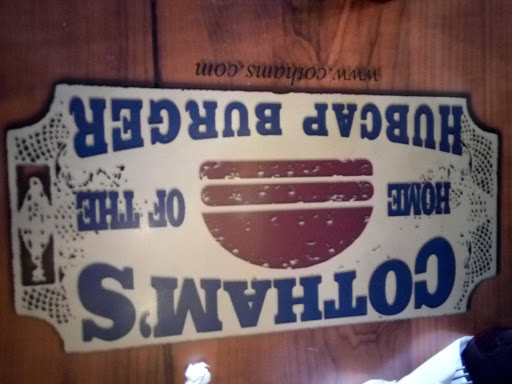 COTHAM'S
HOME OF THE
HUBCAP BURGER
www.cothams.com